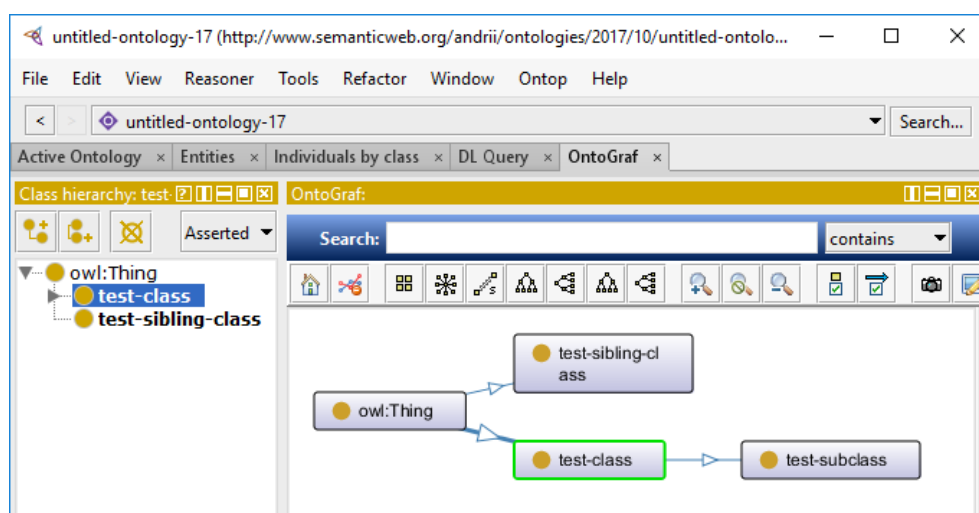 untitled-ontology-17 (http://www.semanticweb.org/andrii/ontologies/2017/10/untitled-ontolo...
File Edit View Reasoner Tools Refactor Window Ontop Help
< > untitled-ontology-17 Search...
Active Ontology × Entities × Individuals by class × DL Query × OntoGraf ×
Class hierarchy: test-
OntoGraf:
Asserted
Search: contains
owl:Thing
test-class
test-sibling-class
test-sibling-cl
ass
owl:Thing
test-class
test-subclass